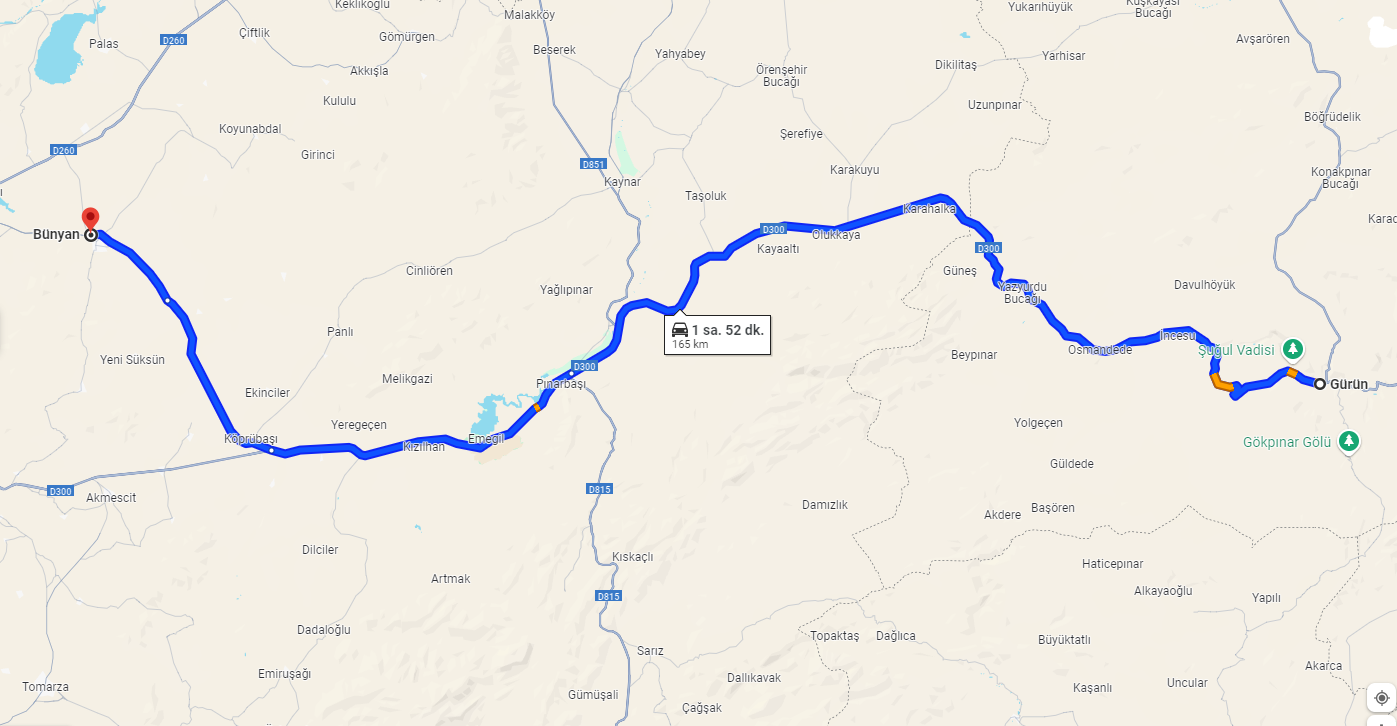 Keklikoğlu
Malakköy
Yukarıhüyük
Kuşkayası
Bucağı
Palas
D260
Çiftlik
Gömürgen
Beserek
Yahyabey
Avşarören
Akkışla
Örenşehir
Bucağı
Dikilitaş
Yarhisar
Kululu
Uzunpınar
Koyunabdal
Şerefiye
Böğrüdelik
D260
Girinci
D851
Kaynar
Karakuyu
Konakpınar
Bucağı
Taşoluk
Karahalka
Karac
Bünyan
D300
Olukkaya
Kayaaltı
D300
Cinliören
Güneş
Yağlıpınar
Yazyurdu
Bucağı
Davulhöyük
1 sa. 52 dk.
165 km
Panlı
İncesu
Yeni Süksün
Beypınar
Osmandede
Şuğul Vadisi
D300
Melikgazi
Pınarbaşı
Gürün
Ekinciler
Yeregeçen
Yolgeçen
Köprübaşı
Kızılhan
Emegil
Gökpınar Gölü
Güldede
D300
Akmescit
D815
Damızlık
Akdere
Başören
Dilciler
Kıskaçlı
Haticepınar
Artmak
D815
Alkayaoğlu
Yapılı
Dadaloğlu
Topaktaş
Dağlıca
Büyüktatlı
Sarız
Emiruşağı
Dallıkavak
Akarca
Tomarza
Gümüşali
Kaşanlı
Uncular
Çağşak